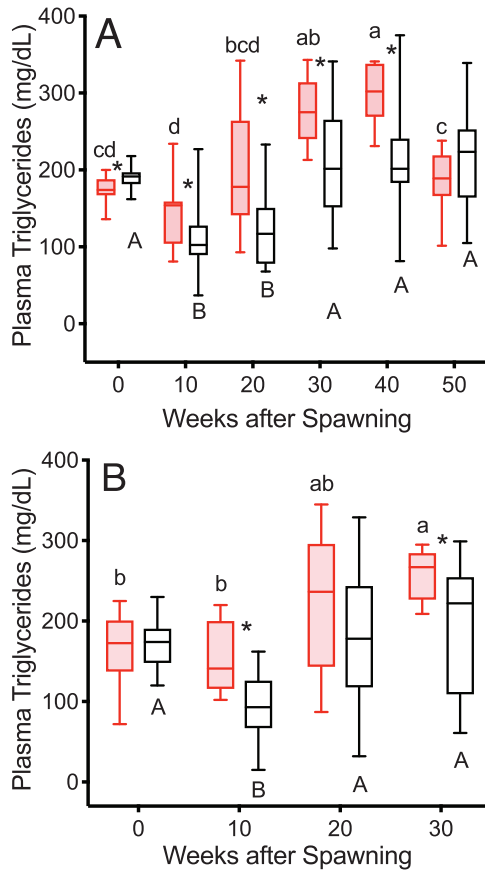 A
Plasma Triglycerides (mg/dL)
400
300
200
100
0
cd
*
A
d
*
B
bcd
*
B
ab
*
A
a
*
A
c
A
0 10 20 30 40 50
Weeks after Spawning
B
Plasma Triglycerides (mg/dL)
400
300
200
100
0
b
A
b
*
B
ab
A
a
*
A
0 10 20 30
Weeks after Spawning